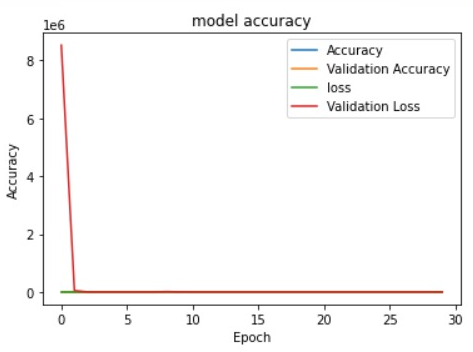 model accuracy
1e6
Accuracy
Validation Accuracy
loss
Validation Loss
8
6
4
2
0
Accuracy
0 5 10 15 20 25 30
Epoch